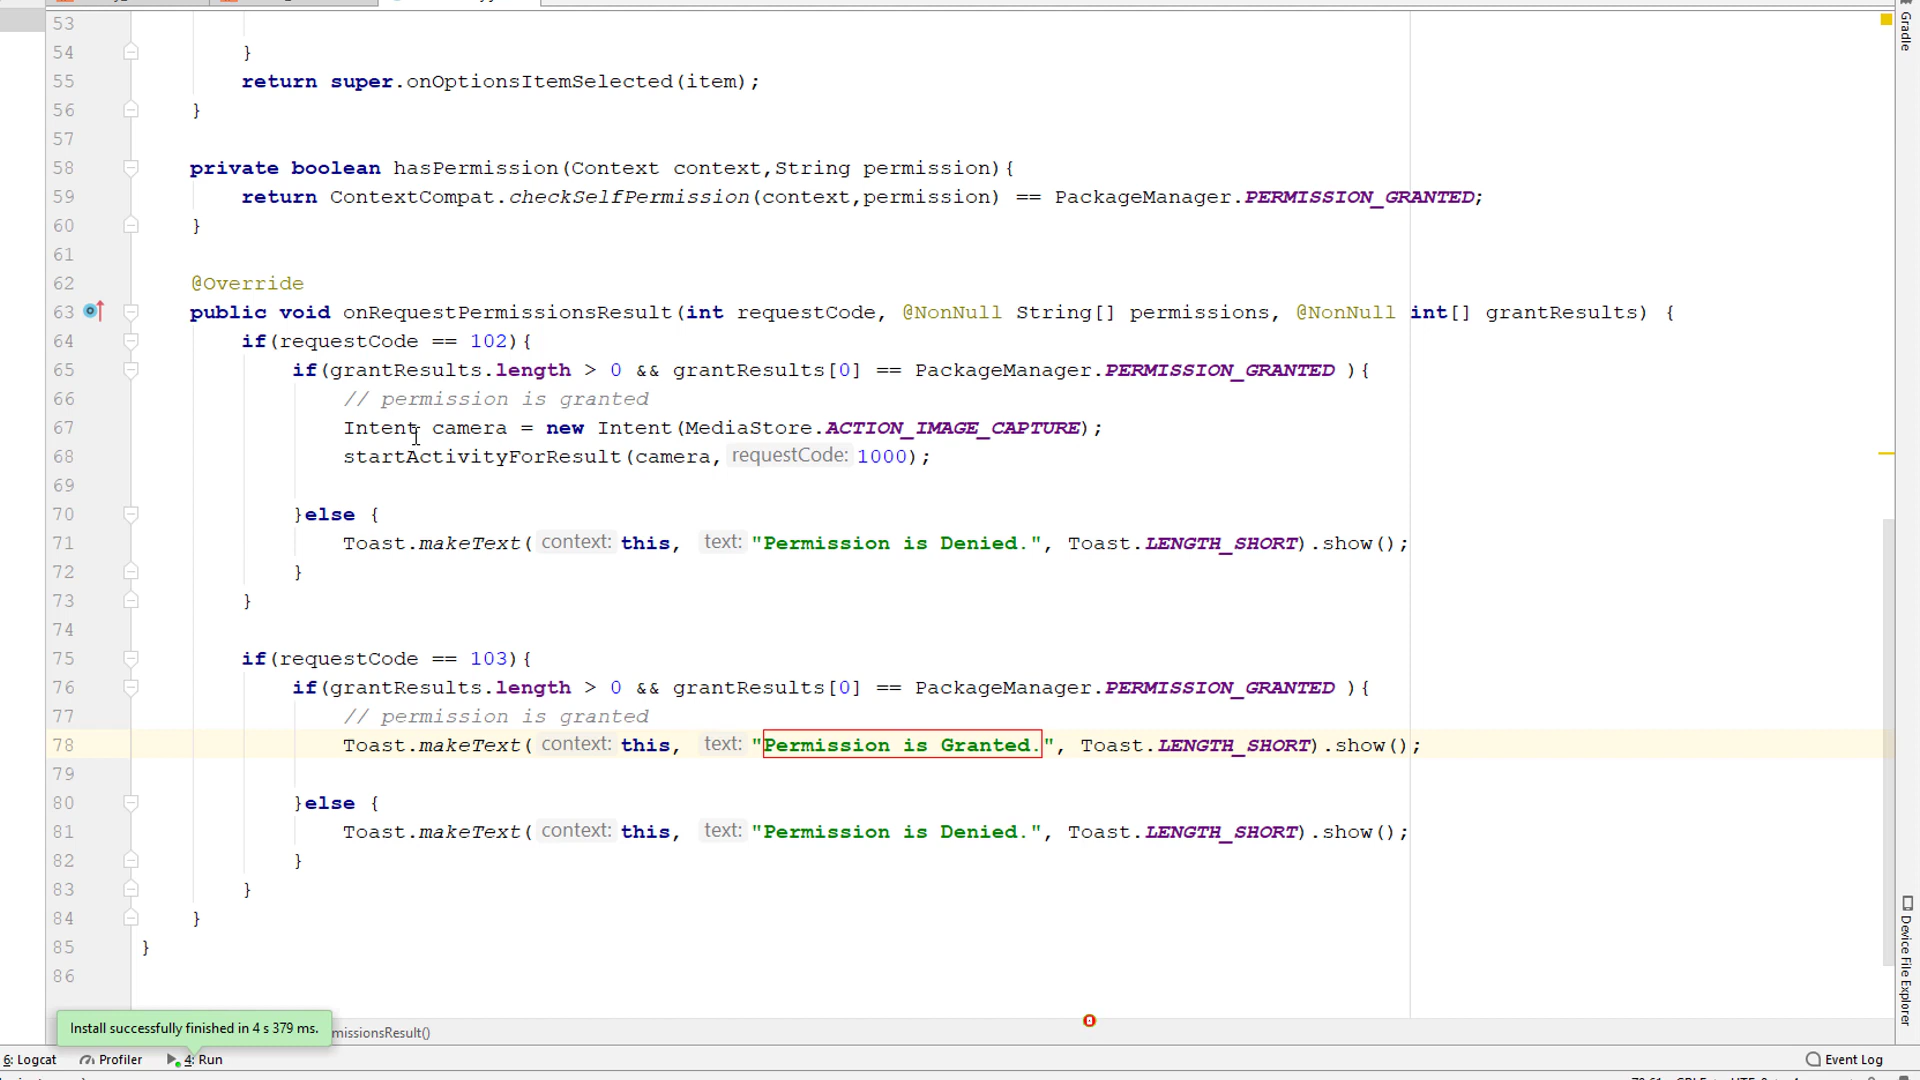 Gradle
53
54 }
55 return super.onOptionsItemSelected(item);
56 }
57
58 private boolean hasPermission(Context context,String permission){
59 return ContextCompat.checkSelfPermission(context,permission) == PackageManager.PERMISSION_GRANTED;
60 }
61
62 @Override
63 public void onRequestPermissionsResult(int requestCode, @NonNull String[] permissions, @NonNull int[] grantResults) {
64 if(requestCode == 102){
65 if(grantResults.length > 0 && grantResults[0] == PackageManager.PERMISSION_GRANTED ){
66 // permission is granted
67 Intent camera = new Intent(MediaStore.ACTION_IMAGE_CAPTURE);
68 startActivityForResult(camera, requestCode: 1000);
69
70 }else {
71 Toast.makeText( context: this, text: "Permission is Denied.", Toast.LENGTH_SHORT).show();
72 }
73 }
74
75 if(requestCode == 103){
76 if(grantResults.length > 0 && grantResults[0] == PackageManager.PERMISSION_GRANTED ){
77 // permission is granted
78 Toast.makeText( context: this, text: "Permission is Granted.", Toast.LENGTH_SHORT).show();
79
80 }else {
81 Toast.makeText( context: this, text: "Permission is Denied.", Toast.LENGTH_SHORT).show();
82 }
83 }
84 }
85 }
86
Device File Explorer
Install successfully finished in 4 s 379 ms.
missionsResult()
6: Logcat Profiler 4: Run Event Log